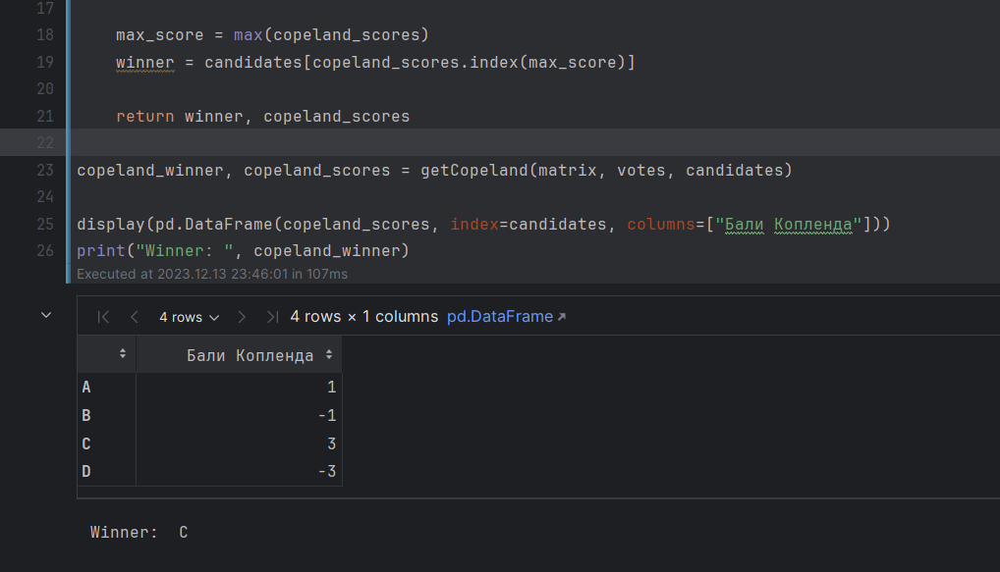 17
18 max_score = max(copeland_scores)
19 winner = candidates[copeland_scores.index(max_score)]
20
21 return winner, copeland_scores
22
23 copeland_winner, copeland_scores = getCopeland(matrix, votes, candidates)
24
25 display(pd.DataFrame(copeland_scores, index=candidates, columns=["Бали Копленда"]))
26 print("Winner: ", copeland_winner)
Executed at 2023.12.13 23:46:01 in 107ms
4 rows 4 rows × 1 columns pd.DataFrame
Бали Копленда
A 1
B -1
C 3
D -3
Winner: C